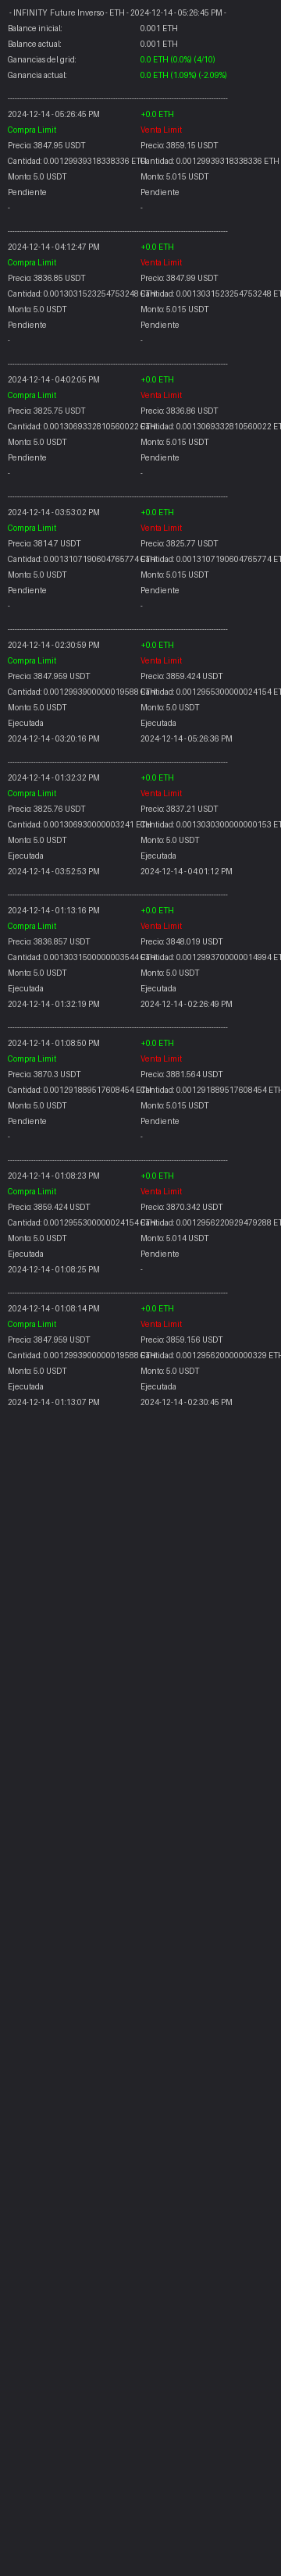 - INFINITY Future Inverso - ETH - 2024-12-14 - 05:26:45 PM -
Balance inicial: 0.001 ETH
Balance actual: 0.001 ETH
Ganancias del grid: 0.0 ETH (0.0%) (4/10)
Ganancia actual: 0.0 ETH (1.09%) (-2.09%)
2024-12-14 - 05:26:45 PM +0.0 ETH
Compra Limit Venta Limit
Precio: 3847.95 USDT Precio: 3859.15 USDT
Cantidad: 0.00129939318338336 ETH Cantidad: 0.00129939318338336 ETH
Monto: 5.0 USDT Monto: 5.015 USDT
Pendiente Pendiente
- -
2024-12-14 - 04:12:47 PM +0.0 ETH
Compra Limit Venta Limit
Precio: 3836.85 USDT Precio: 3847.99 USDT
Cantidad: 0.0013031523254753248 ETH Cantidad: 0.0013031523254753248 ET
Monto: 5.0 USDT Monto: 5.015 USDT
Pendiente Pendiente
- -
2024-12-14 - 04:02:05 PM +0.0 ETH
Compra Limit Venta Limit
Precio: 3825.75 USDT Precio: 3836.86 USDT
Cantidad: 0.0013069332810560022 ETH Cantidad: 0.0013069332810560022 ET
Monto: 5.0 USDT Monto: 5.015 USDT
Pendiente Pendiente
- -
2024-12-14 - 03:53:02 PM +0.0 ETH
Compra Limit Venta Limit
Precio: 3814.7 USDT Precio: 3825.77 USDT
Cantidad: 0.0013107190604765774 ETH Cantidad: 0.0013107190604765774 ET
Monto: 5.0 USDT Monto: 5.015 USDT
Pendiente Pendiente
- -
2024-12-14 - 02:30:59 PM +0.0 ETH
Compra Limit Venta Limit
Precio: 3847.959 USDT Precio: 3859.424 USDT
Cantidad: 0.0012993900000019588 ETH Cantidad: 0.0012955300000024154 ET
Monto: 5.0 USDT Monto: 5.0 USDT
Ejecutada Ejecutada
2024-12-14 - 03:20:16 PM 2024-12-14 - 05:26:36 PM
2024-12-14 - 01:32:32 PM +0.0 ETH
Compra Limit Venta Limit
Precio: 3825.76 USDT Precio: 3837.21 USDT
Cantidad: 0.001306930000003241 ETH Cantidad: 0.0013030300000000153 ET
Monto: 5.0 USDT Monto: 5.0 USDT
Ejecutada Ejecutada
2024-12-14 - 03:52:53 PM 2024-12-14 - 04:01:12 PM
2024-12-14 - 01:13:16 PM +0.0 ETH
Compra Limit Venta Limit
Precio: 3836.857 USDT Precio: 3848.019 USDT
Cantidad: 0.0013031500000003544 ETH Cantidad: 0.0012993700000014994 ET
Monto: 5.0 USDT Monto: 5.0 USDT
Ejecutada Ejecutada
2024-12-14 - 01:32:19 PM 2024-12-14 - 02:26:49 PM
2024-12-14 - 01:08:50 PM +0.0 ETH
Compra Limit Venta Limit
Precio: 3870.3 USDT Precio: 3881.564 USDT
Cantidad: 0.001291889517608454 ETH Cantidad: 0.001291889517608454 ETH
Monto: 5.0 USDT Monto: 5.015 USDT
Pendiente Pendiente
- -
2024-12-14 - 01:08:23 PM +0.0 ETH
Compra Limit Venta Limit
Precio: 3859.424 USDT Precio: 3870.342 USDT
Cantidad: 0.0012955300000024154 ETH Cantidad: 0.0012956220929479288 ET
Monto: 5.0 USDT Monto: 5.014 USDT
Ejecutada Pendiente
2024-12-14 - 01:08:25 PM -
2024-12-14 - 01:08:14 PM +0.0 ETH
Compra Limit Venta Limit
Precio: 3847.959 USDT Precio: 3859.156 USDT
Cantidad: 0.0012993900000019588 ETH Cantidad: 0.001295620000000329 ETH
Monto: 5.0 USDT Monto: 5.0 USDT
Ejecutada Ejecutada
2024-12-14 - 01:13:07 PM 2024-12-14 - 02:30:45 PM